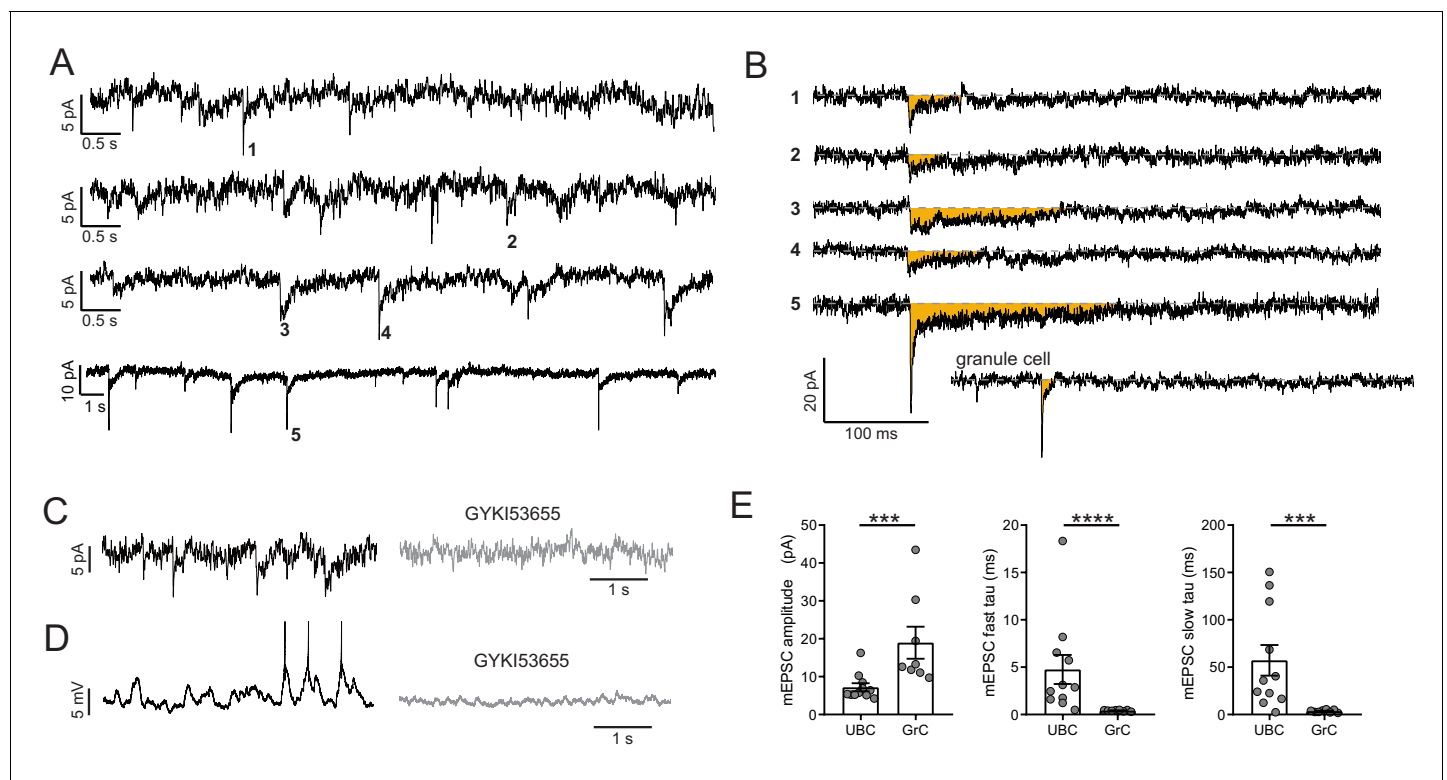 A
5 pA
0.5 s
1
5 pA
0.5 s
2
5 pA
0.5 s
3
4
10 pA
1 s
5
B
1
2
3
4
5
granule cell
20 pA
100 ms
C
GYKI53655
5 pA
1 s
D
GYKI53655
5 mV
1 s
E
***
50
40
30
20
10
0
mEPSC amplitude (pA)
UBC GrC
****
20
15
10
5
0
mEPSC fast tau (ms)
UBC GrC
***
200
150
100
50
0
mEPSC slow tau (ms)
UBC GrC